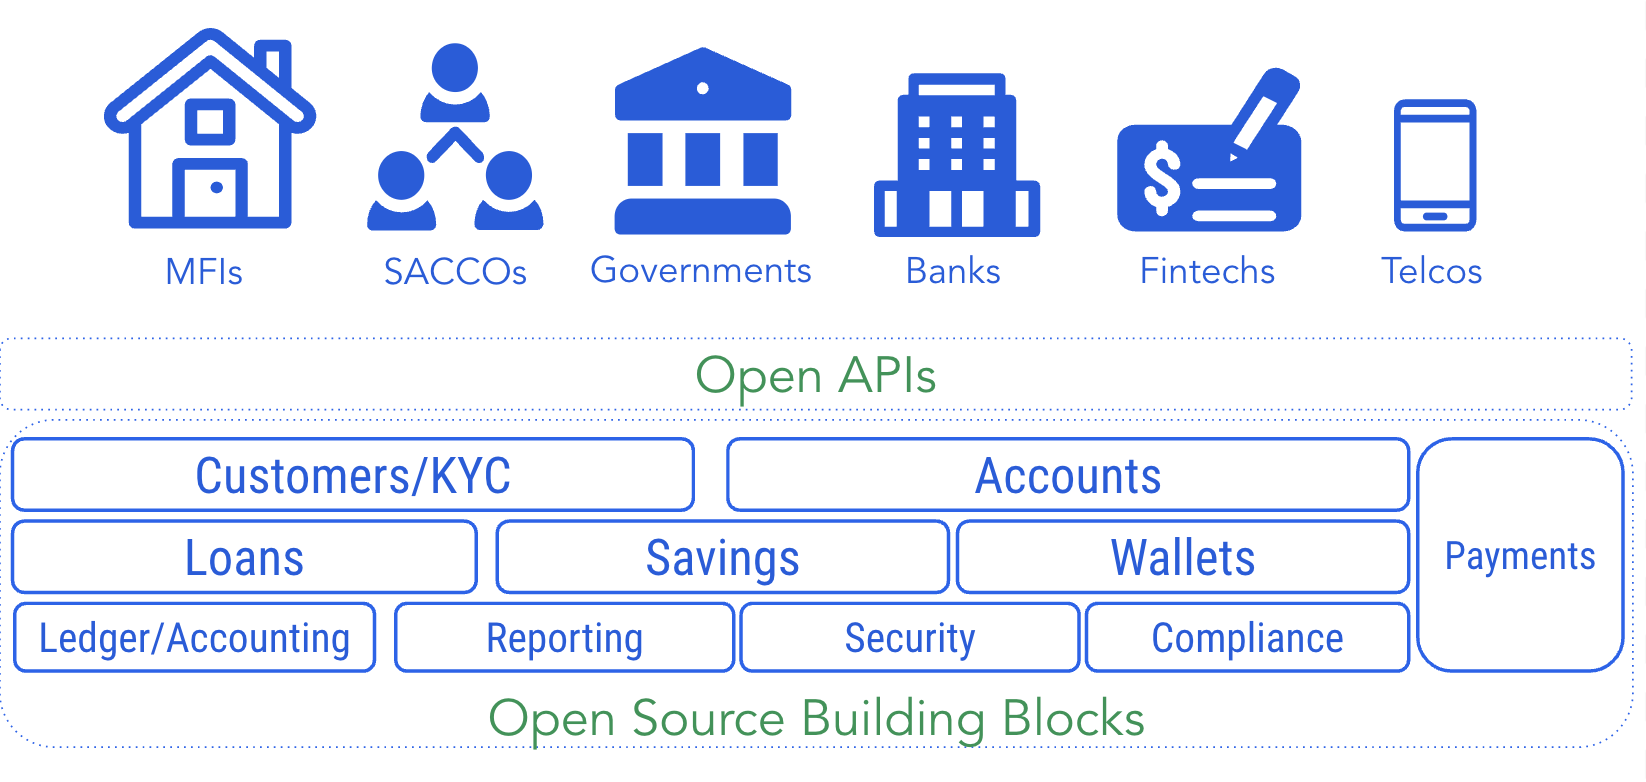 MFIs
SACCOs
Governments
Banks
Fintechs
Telcos
Open APIs
Customers/KYC
Accounts
Loans
Savings
Wallets
Payments
Ledger/Accounting
Reporting
Security
Compliance
Open Source Building Blocks